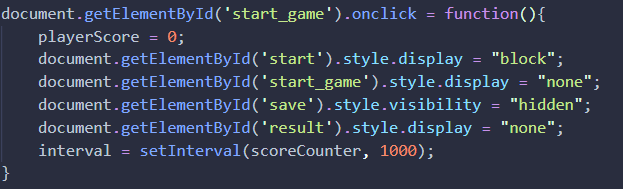 document.getElementById('start_game').onclick = function(){
    playerScore = 0;
    document.getElementById('start').style.display = "block";
    document.getElementById('start_game').style.display = "none";
    document.getElementById('save').style.visibility = "hidden";
    document.getElementById('result').style.display = "none";
    interval = setInterval(scoreCounter, 1000);
}